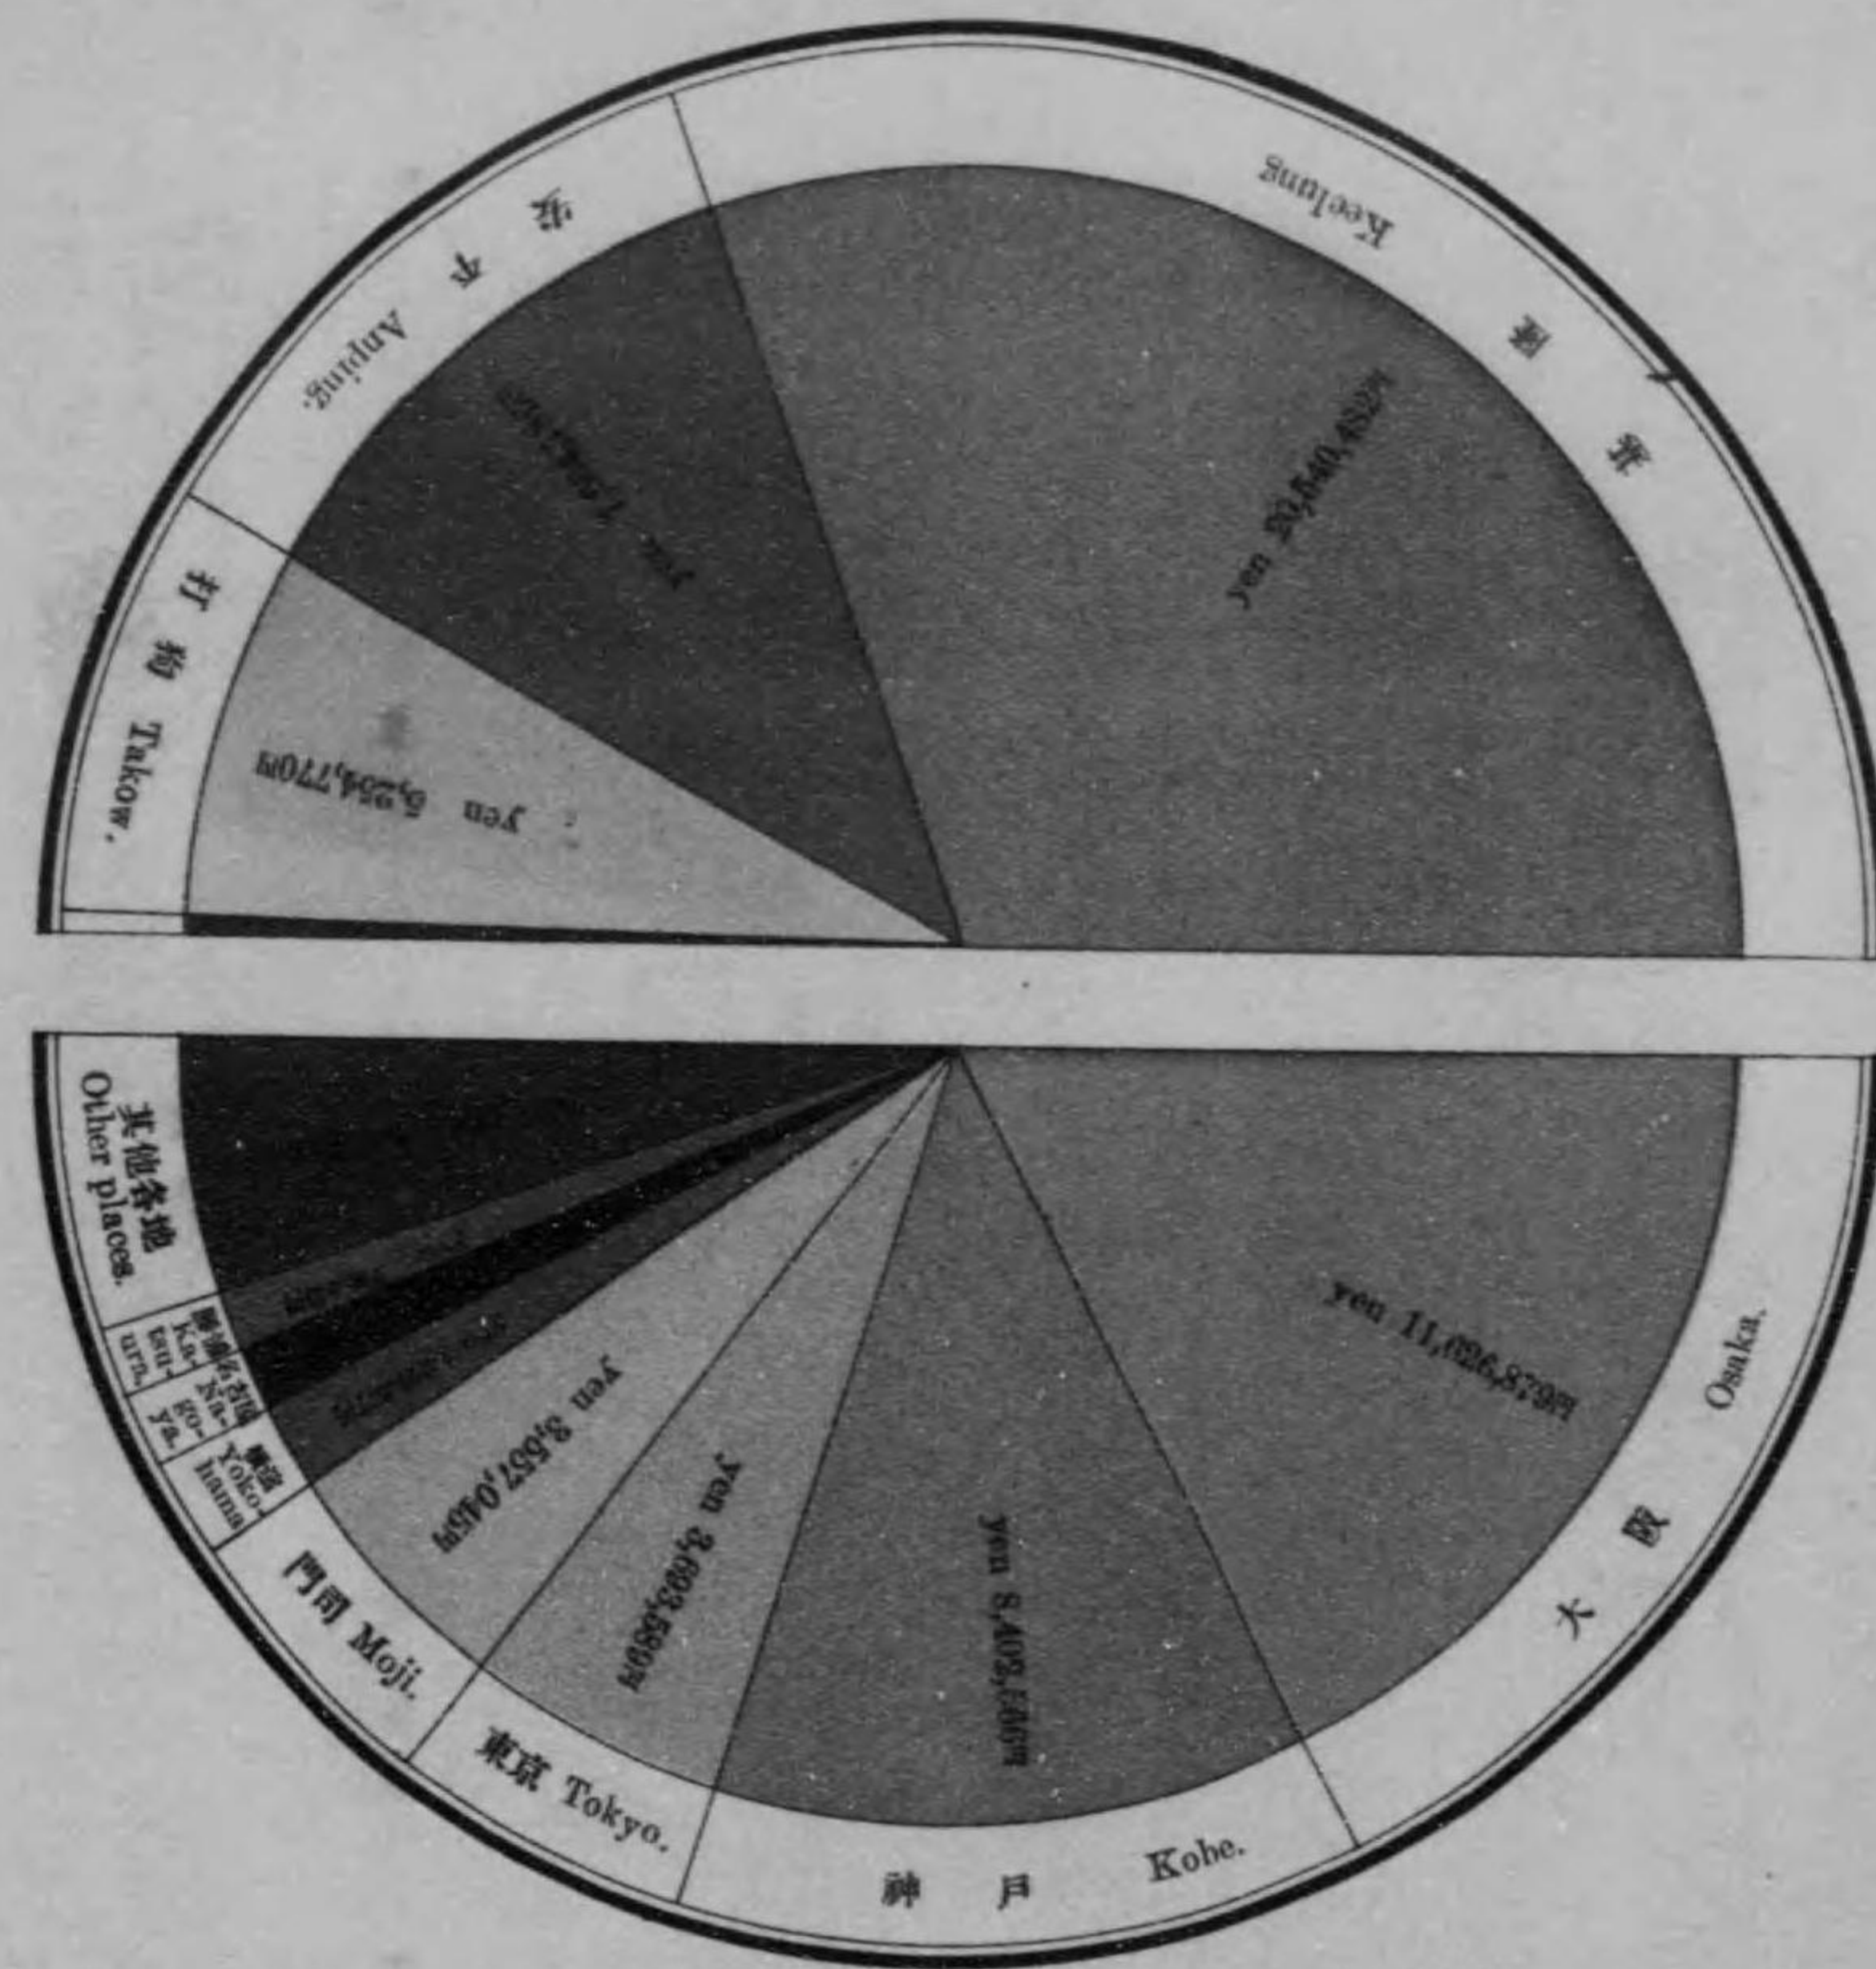 基隆
Keelung
yen 20,540,482円
安平
Anping.
yen
打狗 Takow.
yen 5,254,770円
其他各地
Other places.
勝浦
Ka-
tsu-
ura.
名古屋
Na-
go-
ya.
横濱
Yoko-
hama
門司 Moji.
yen 3,557,045円
東京 Tokyo.
yen 3,693,589円
神戸 Kobe.
yen 8,402,566円
大阪
Osaka.
yen 11,026,879円